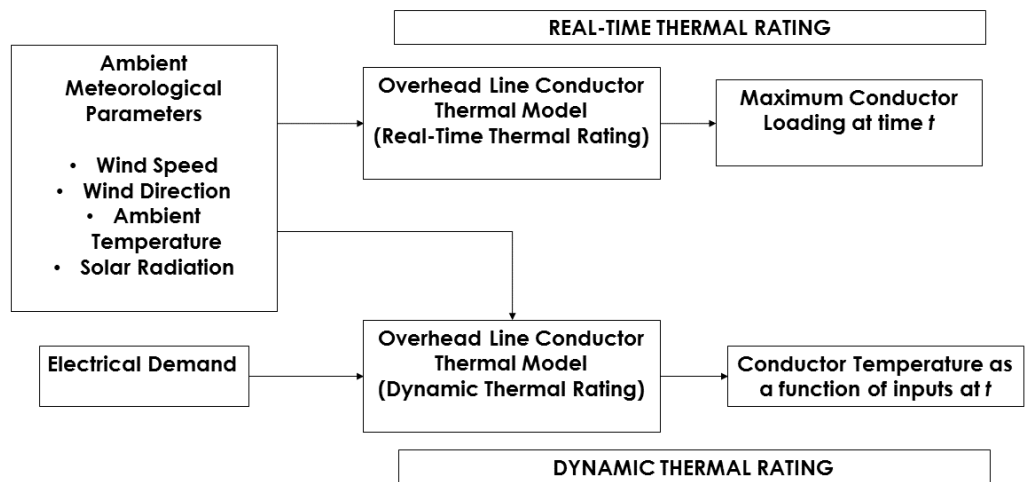 REAL-TIME THERMAL RATING
Ambient
Meteorological
Parameters
• Wind Speed
• Wind Direction
• Ambient
Temperature
• Solar Radiation
Overhead Line Conductor
Thermal Model
(Real-Time Thermal Rating)
Maximum Conductor
Loading at time t
Electrical Demand
Overhead Line Conductor
Thermal Model
(Dynamic Thermal Rating)
Conductor Temperature as
a function of inputs at t
DYNAMIC THERMAL RATING